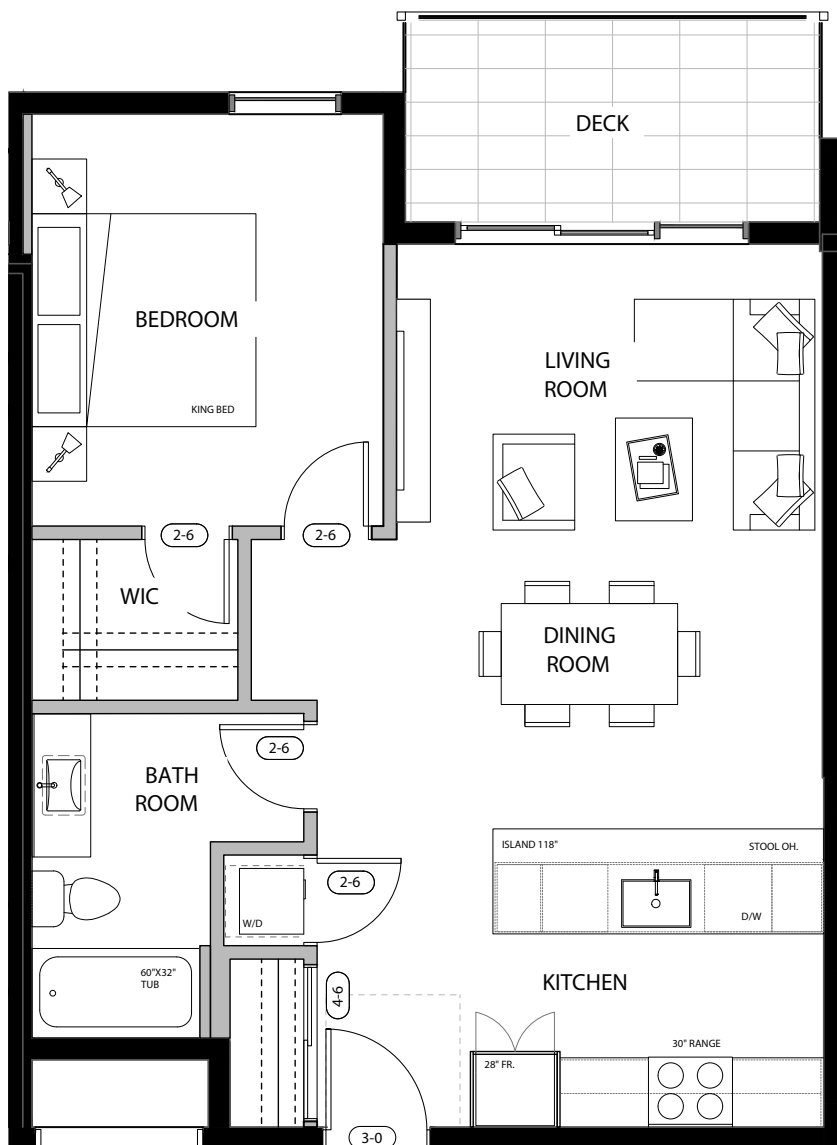 DECK
BEDROOM
KING BED
LIVING
ROOM
2-6
2-6
WIC
DINING
ROOM
2-6
BATH
ROOM
ISLAND 118"
STOOL OH.
2-6
W/D
D/W
60"X32"
TUB
KITCHEN
4-6
30" RANGE
28" FR.
3-0